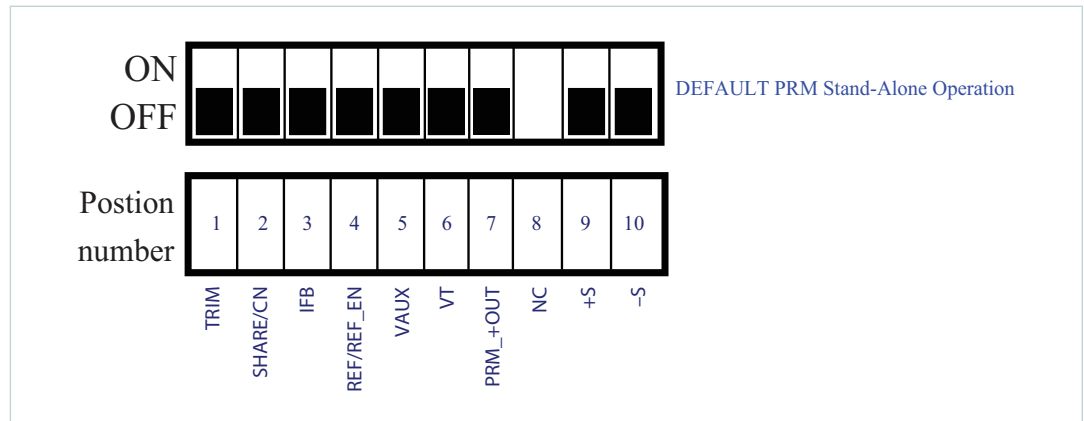 ON
OFF
DEFAULT PRM Stand-Alone Operation
Postion
number
1 2 3 4 5 6 7 8 9 10
TRIM
SHARE/CN
IFB
REF/REF_EN
VAUX
VT
PRM_+OUT
NC
+S
–S